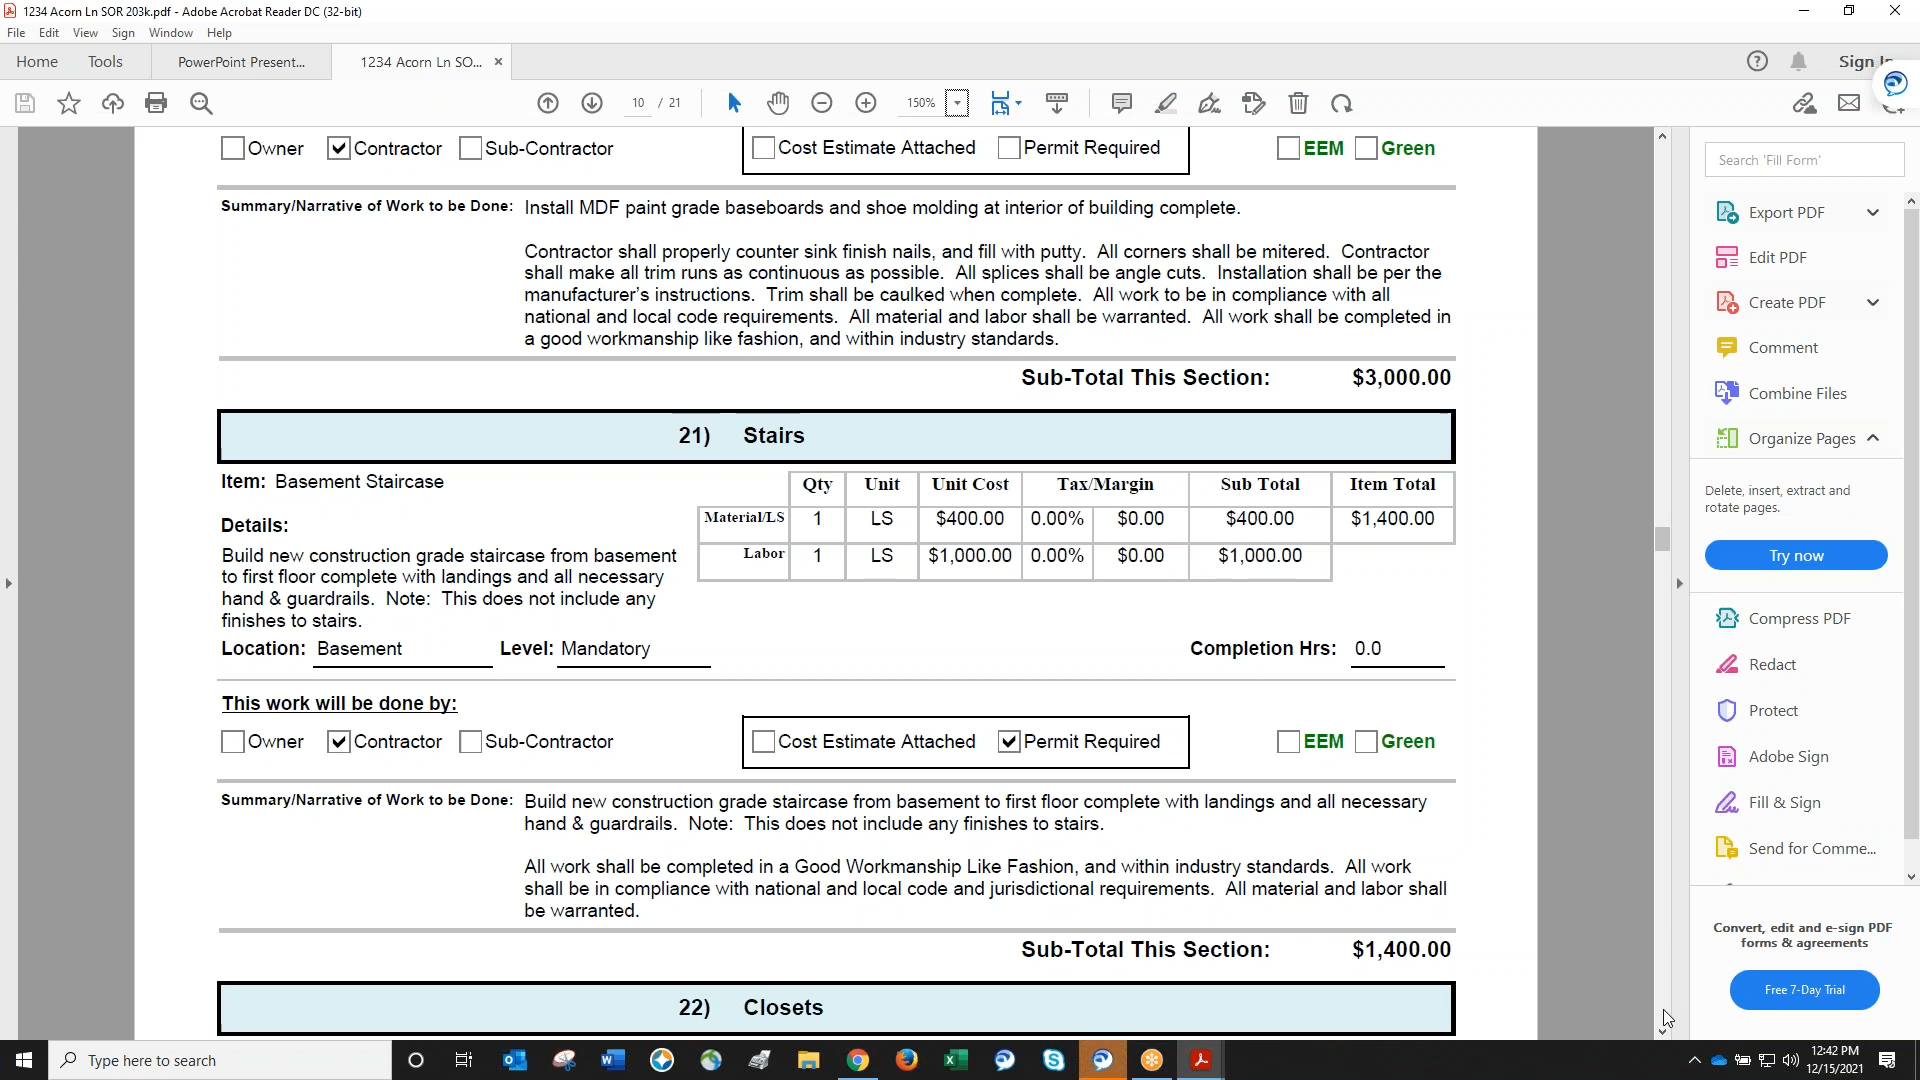 1234 Acorn Ln SOR 203k.pdf - Adobe Acrobat Reader DC (32-bit)
File Edit View Sign Window Help
Home Tools PowerPoint Present... 1234 Acorn Ln SO... × Sign In
10 / 21 150%
Owner Contractor Sub-Contractor Cost Estimate Attached Permit Required EEM Green
Summary/Narrative of Work to be Done: Install MDF paint grade baseboards and shoe molding at interior of building complete.
Contractor shall properly counter sink finish nails, and fill with putty. All corners shall be mitered. Contractor
shall make all trim runs as continuous as possible. All splices shall be angle cuts. Installation shall be per the
manufacturer's instructions. Trim shall be caulked when complete. All work to be in compliance with all
national and local code requirements. All material and labor shall be warranted. All work shall be completed in
a good workmanship like fashion, and within industry standards.
Sub-Total This Section: $3,000.00
21) Stairs
Item: Basement Staircase
Qty Unit Unit Cost Tax/Margin Sub Total Item Total
Material/LS 1 LS $400.00 0.00% $0.00 $400.00 $1,400.00
Labor 1 LS $1,000.00 0.00% $0.00 $1,000.00
Details:
Build new construction grade staircase from basement
to first floor complete with landings and all necessary
hand & guardrails. Note: This does not include any
finishes to stairs.
Location: Basement Level: Mandatory Completion Hrs: 0.0
This work will be done by:
Owner Contractor Sub-Contractor Cost Estimate Attached Permit Required EEM Green
Summary/Narrative of Work to be Done: Build new construction grade staircase from basement to first floor complete with landings and all necessary
hand & guardrails. Note: This does not include any finishes to stairs.
All work shall be completed in a Good Workmanship Like Fashion, and within industry standards. All work
shall be in compliance with national and local code and jurisdictional requirements. All material and labor shall
be warranted.
Sub-Total This Section: $1,400.00
22) Closets
Search 'Fill Form'
Export PDF
Edit PDF
Create PDF
Comment
Combine Files
Organize Pages
Delete, insert, extract and
rotate pages.
Try now
Compress PDF
Redact
Protect
Adobe Sign
Fill & Sign
Send for Comme...
Convert, edit and e-sign PDF
forms & agreements
Free 7-Day Trial
Type here to search
12:42 PM
12/15/2021